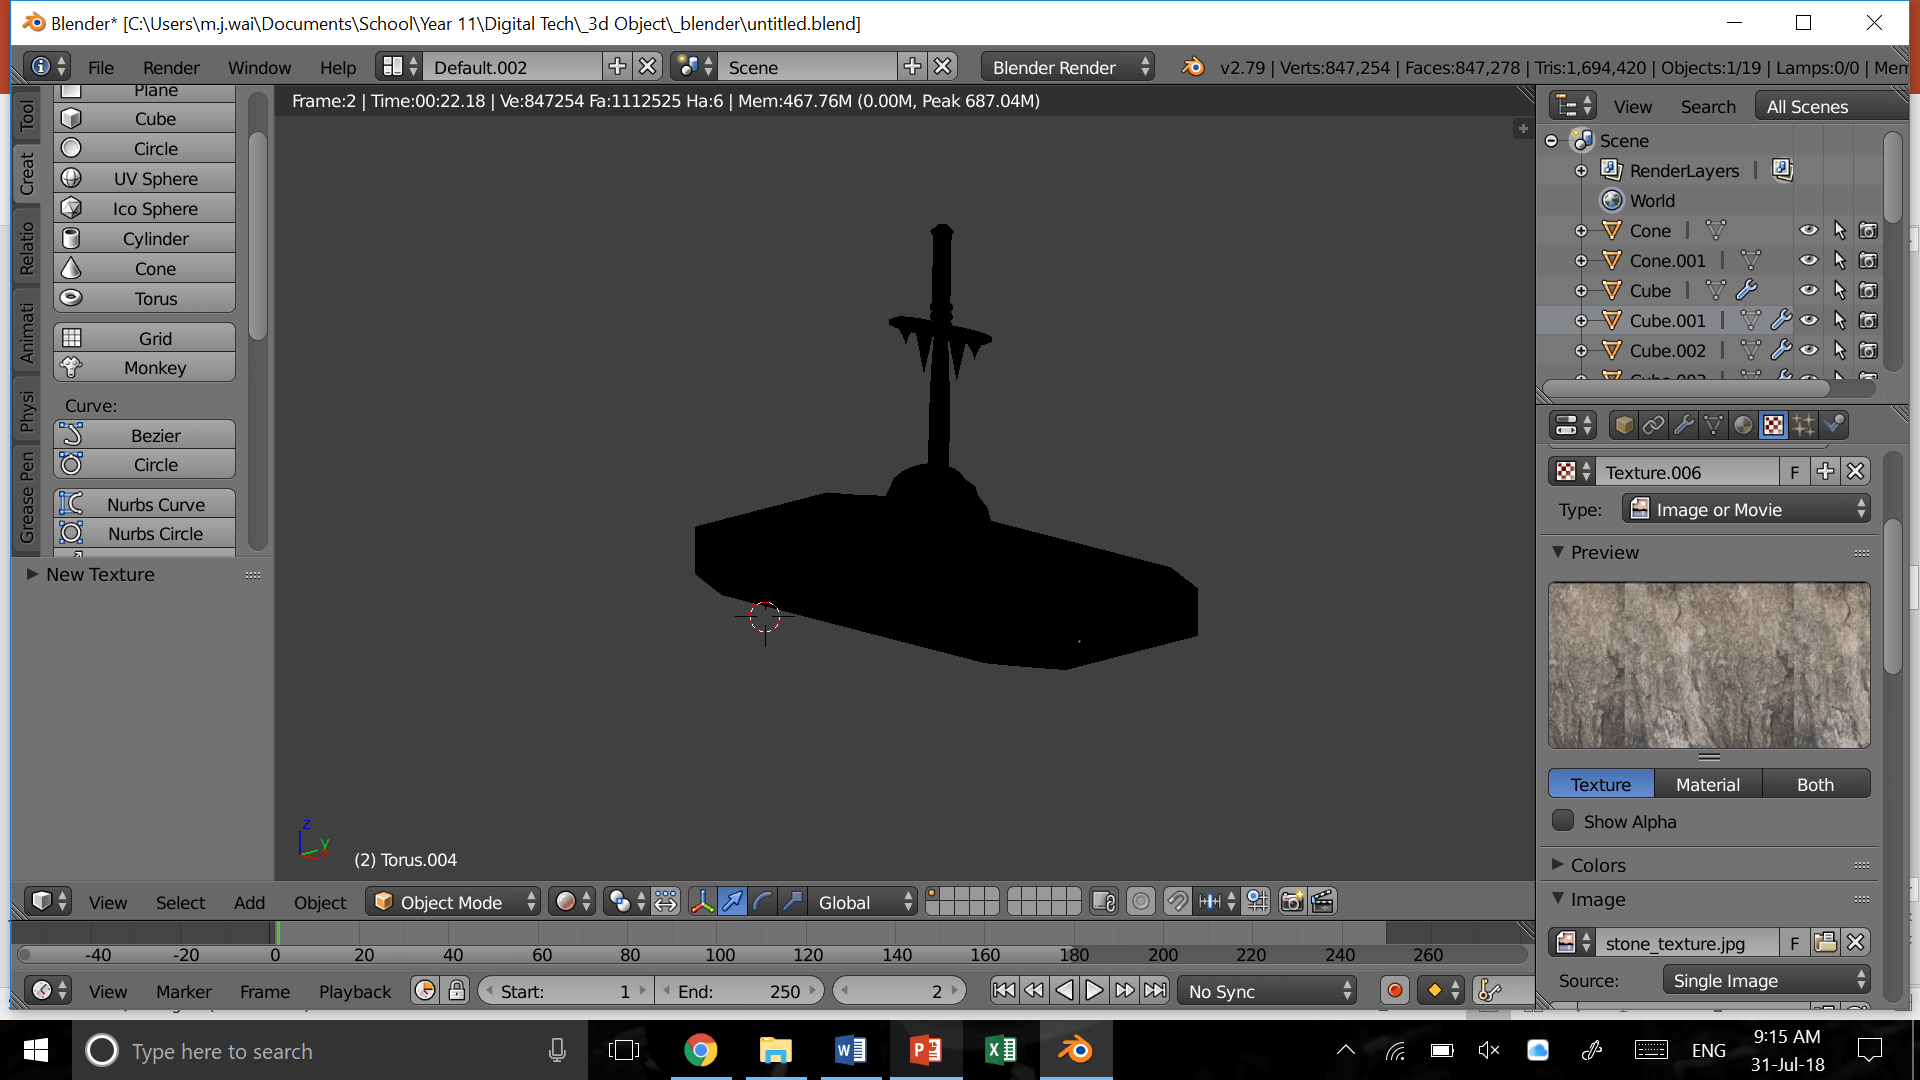 Blender* [C:\Users\m.j.wai\Documents\School\Year 11\Digital Tech\_3d Object\_blender\untitled.blend]
File Render Window Help Default.002 Scene Blender Render v2.79 | Verts:847,254 | Faces:847,278 | Tris:1,694,420 | Objects:1/19 | Lamps:0/0 | Mem
Frame:2 | Time:00:22.18 | Ve:847254 Fa:1112525 Ha:6 | Mem:467.76M (0.00M, Peak 687.04M)
Tool
Creat
Relatio
Animati
Physi
Grease Pen
Plane
Cube
Circle
UV Sphere
Ico Sphere
Cylinder
Cone
Torus
Grid
Monkey
Curve:
Bezier
Circle
Nurbs Curve
Nurbs Circle
New Texture
z
y
x
(2) Torus.004
View Search All Scenes
Scene
RenderLayers |
World
Cone |
Cone.001 |
Cube |
Cube.001 |
Cube.002 |
Texture.006 F
Type: Image or Movie
Preview
Texture Material Both
Show Alpha
Colors
Image
stone_texture.jpg F
Source: Single Image
View Select Add Object Object Mode Global
-40 -20 0 20 40 60 80 100 120 140 160 180 200 220 240 260
View Marker Frame Playback Start: 1 End: 250 2 No Sync
Type here to search
ENG
9:15 AM
31-Jul-18